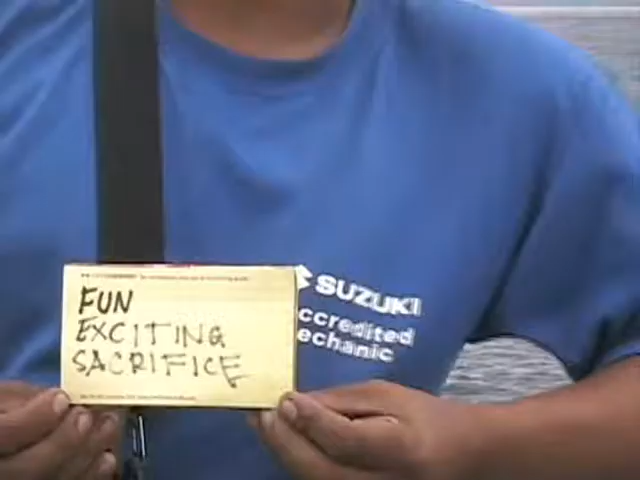 FUN
EXCITING
SACRIFICE
SUZUKI
ccredited
echanic